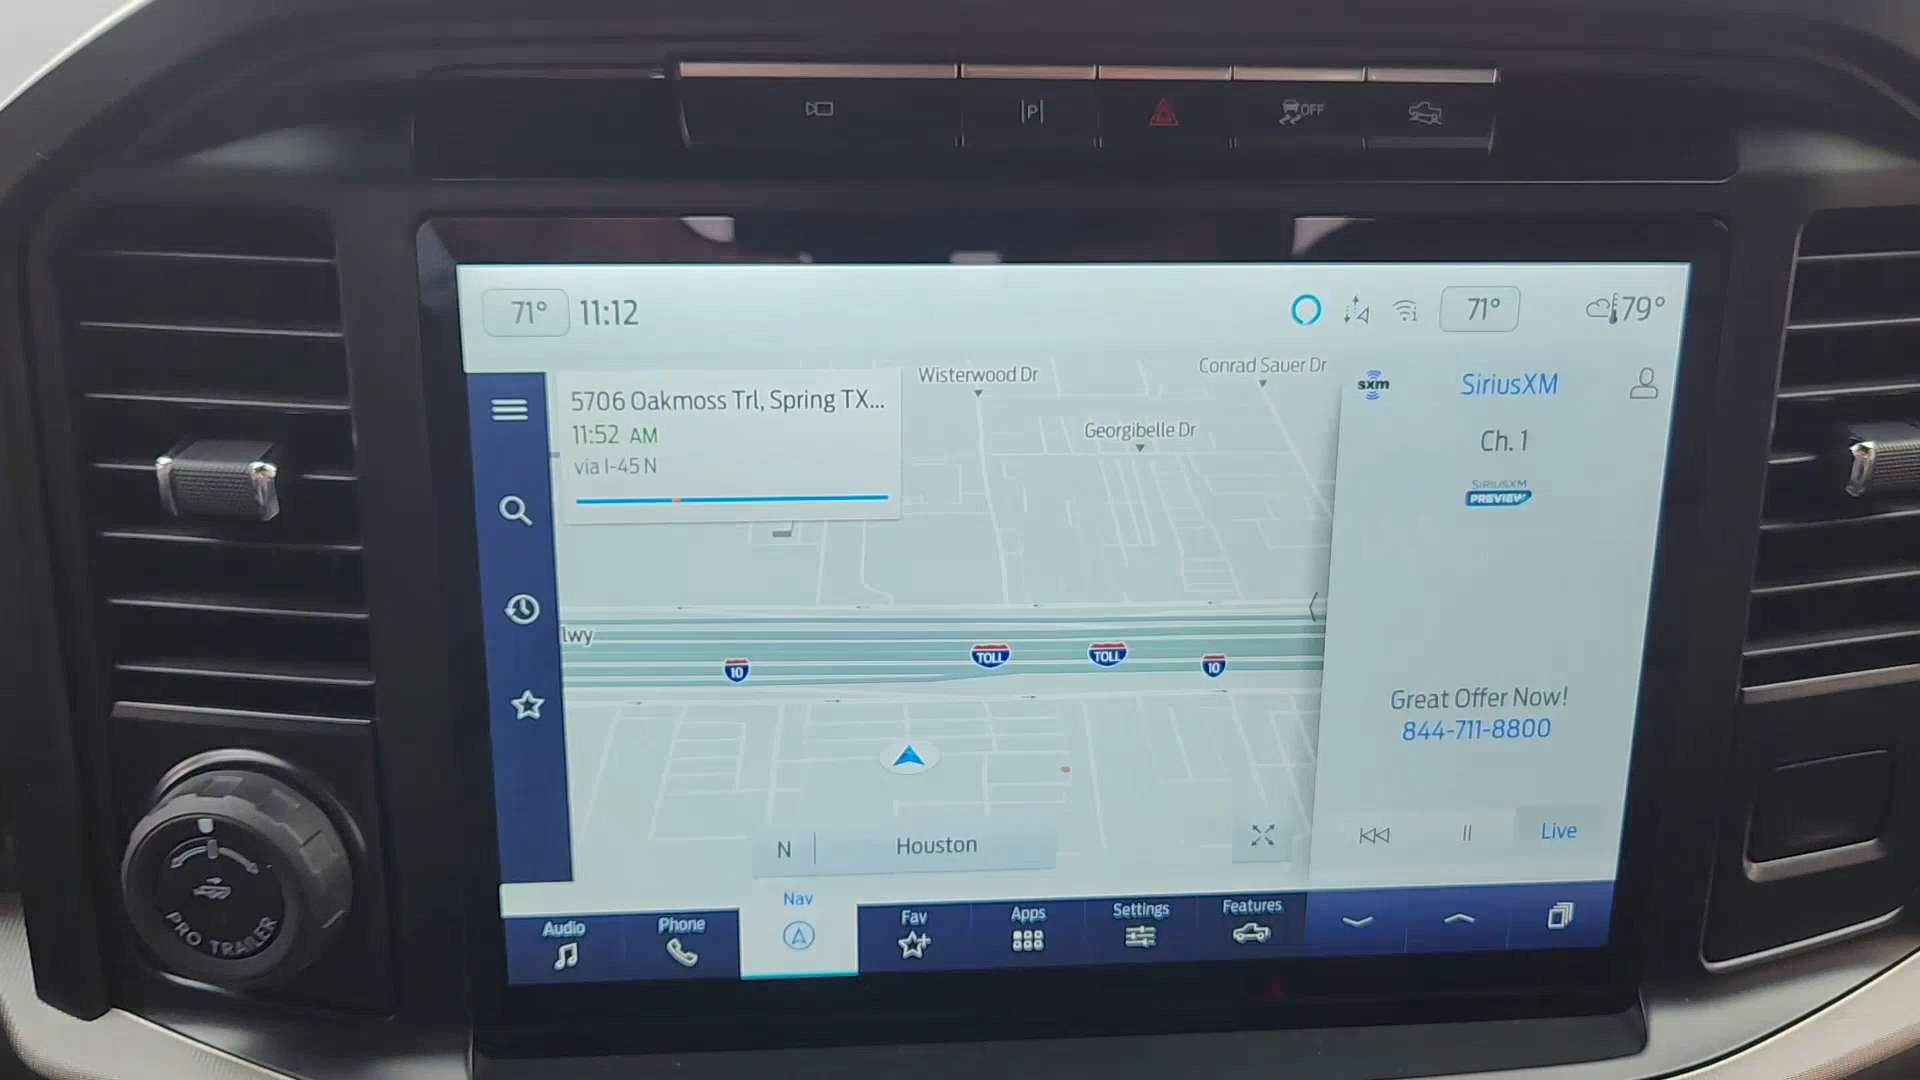 |P|
OFF
71° 11:12
71°
79°
5706 Oakmoss Trl, Spring TX...
11:52 AM
via I-45 N
Wisterwood Dr
Conrad Sauer Dr
Georgibelle Dr
lwy
10
TOLL
TOLL
10
N
Houston
sxm
SiriusXM
Ch. 1
SIRIUSXM
PREVIEW
Great Offer Now!
844-711-8800
Live
Audio
Phone
Nav
Fav
Apps
Settings
Features
PRO TRAILER